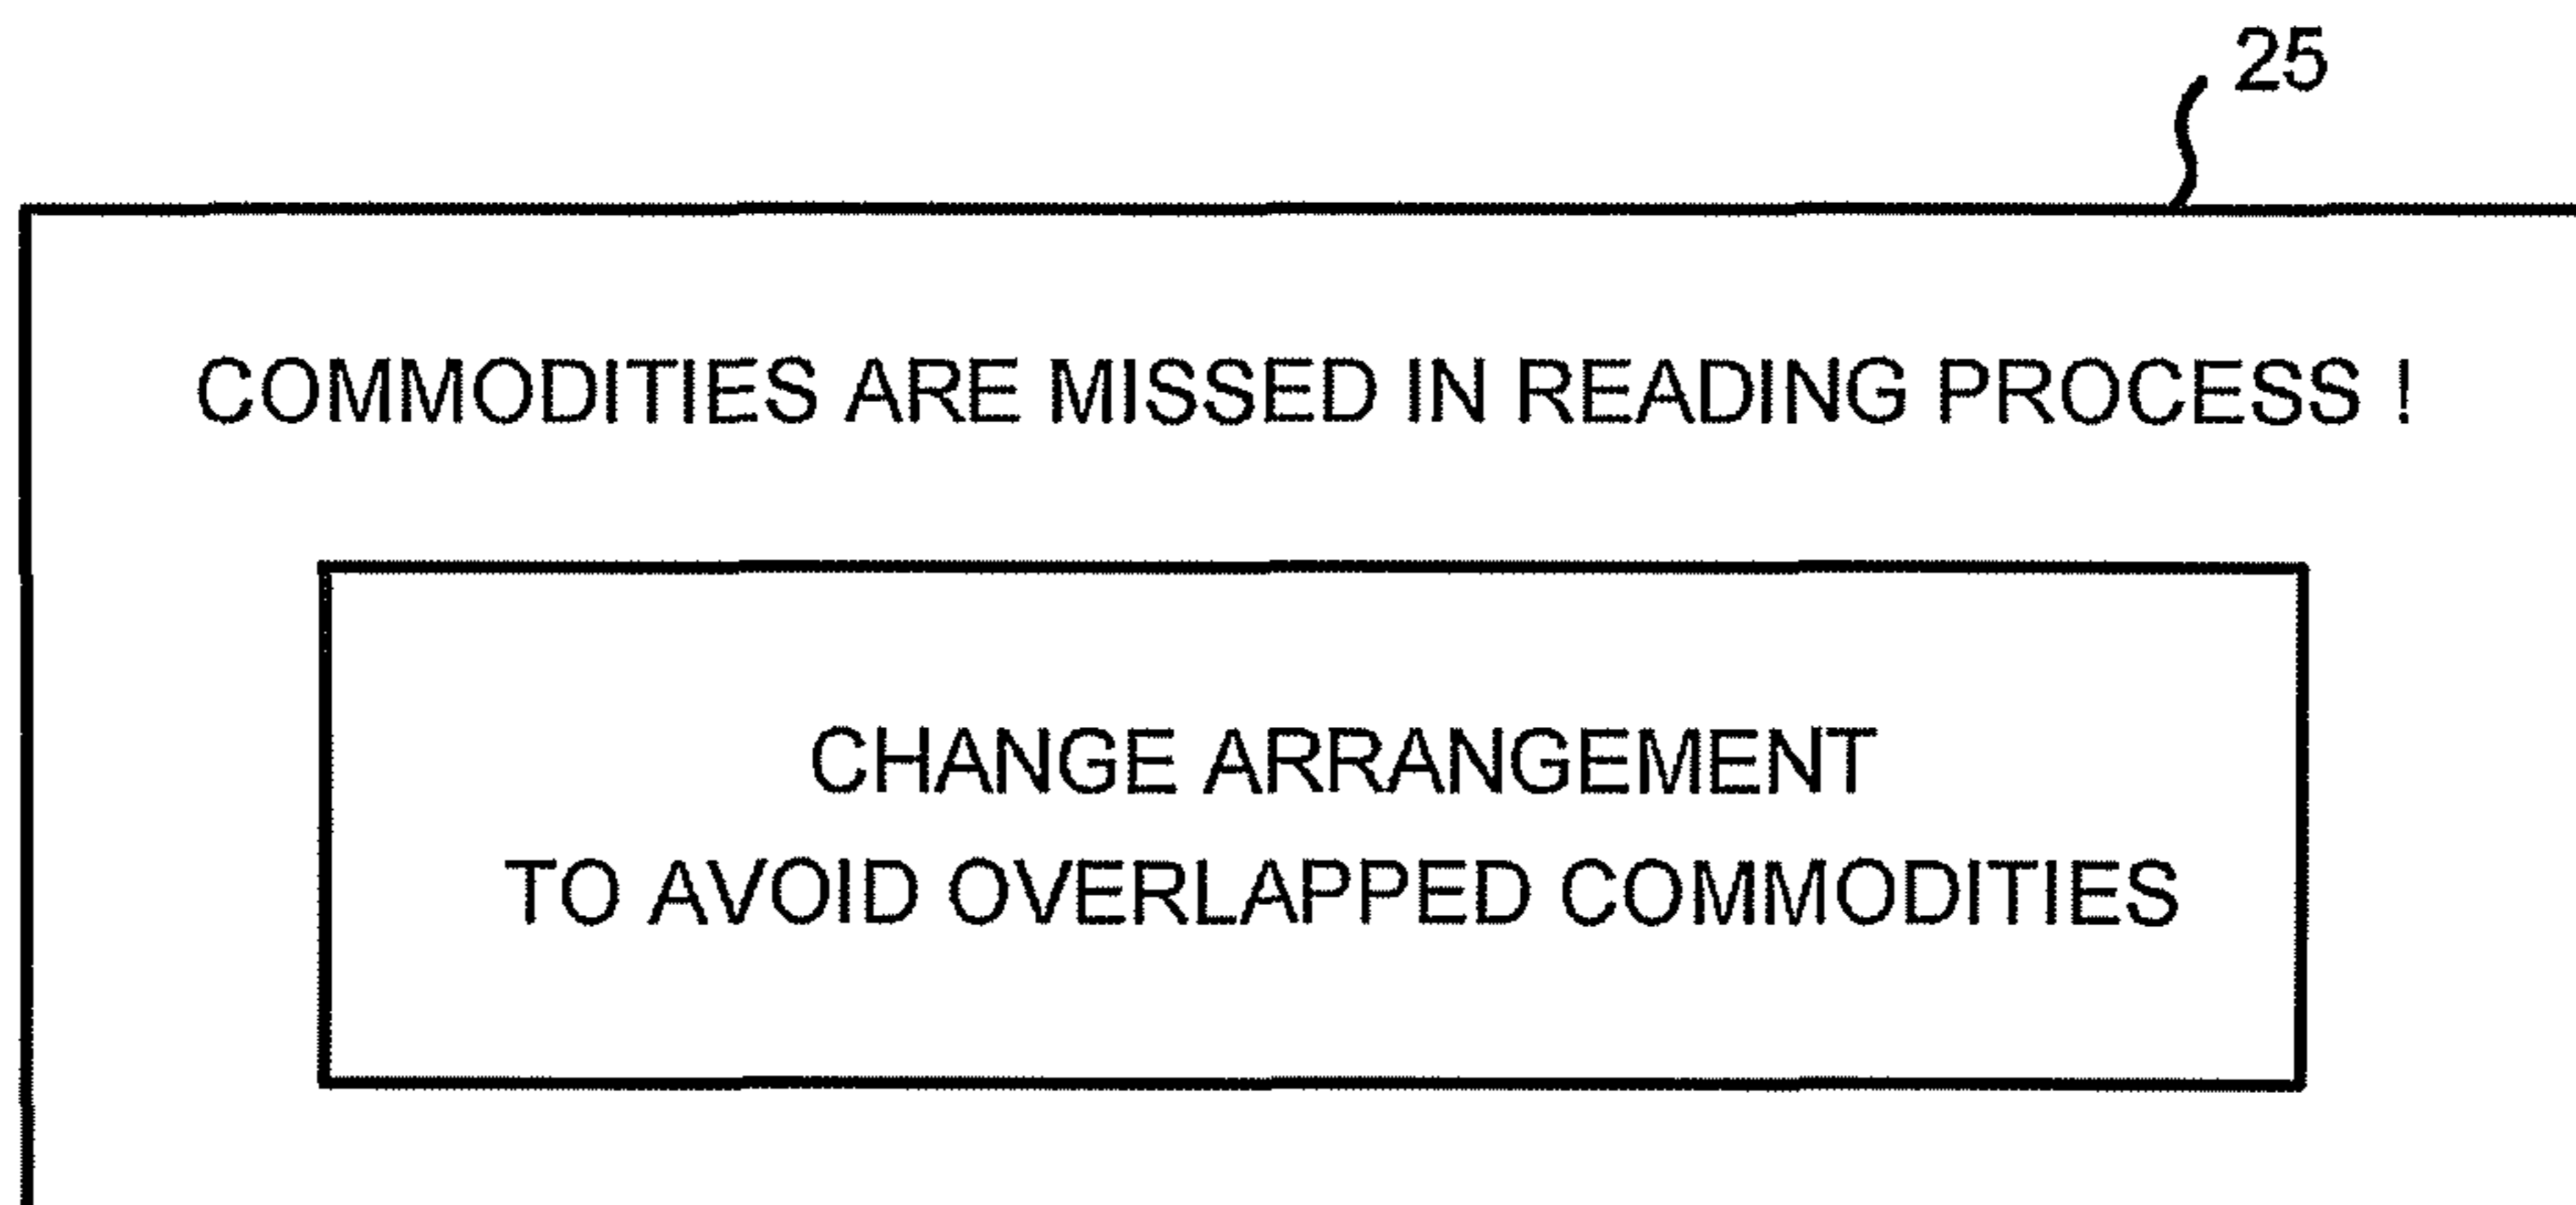 25
COMMODITIES ARE MISSED IN READING PROCESS !
CHANGE ARRANGEMENT
TO AVOID OVERLAPPED COMMODITIES